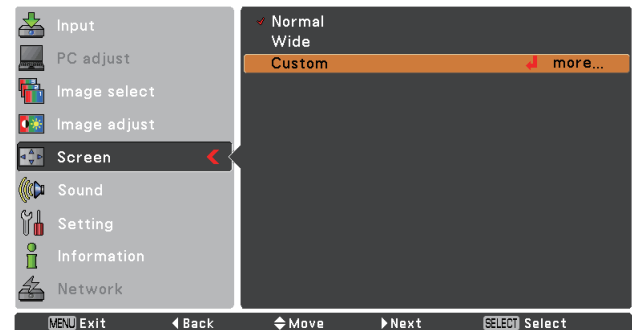 Input
PC adjust
Image select
Image adjust
Screen
Sound
Setting
Information
Network
Normal
Wide
Custom more...
MENU Exit Back Move Next SELECT Select